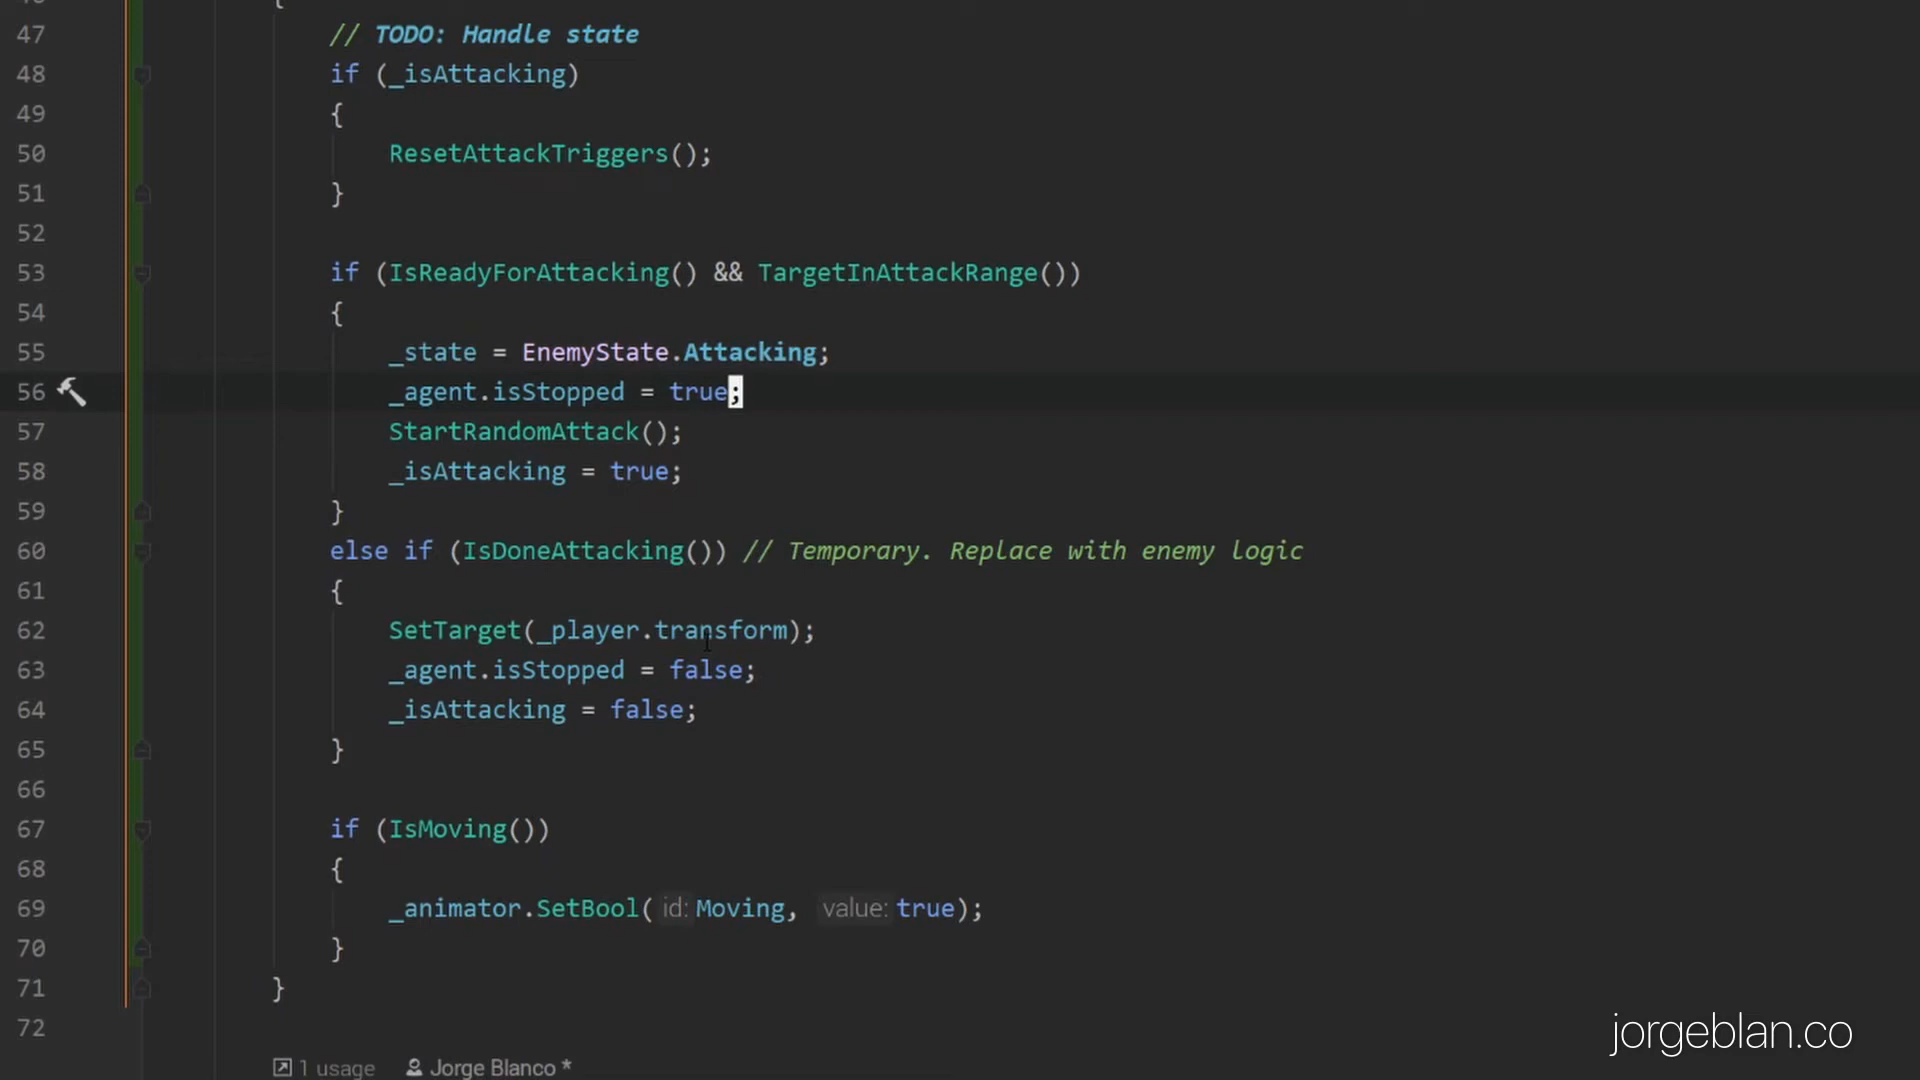 47 // TODO: Handle state
48 if (_isAttacking)
49 {
50 ResetAttackTriggers();
51 }
52
53 if (IsReadyForAttacking() && TargetInAttackRange())
54 {
55 _state = EnemyState.Attacking;
56 _agent.isStopped = true;
57 StartRandomAttack();
58 _isAttacking = true;
59 }
60 else if (IsDoneAttacking()) // Temporary. Replace with enemy logic
61 {
62 SetTarget(_player.transform);
63 _agent.isStopped = false;
64 _isAttacking = false;
65 }
66
67 if (IsMoving())
68 {
69 _animator.SetBool( id: Moving, value: true);
70 }
71 }
72
1 usage Jorge Blanco *
jorgeblan.co